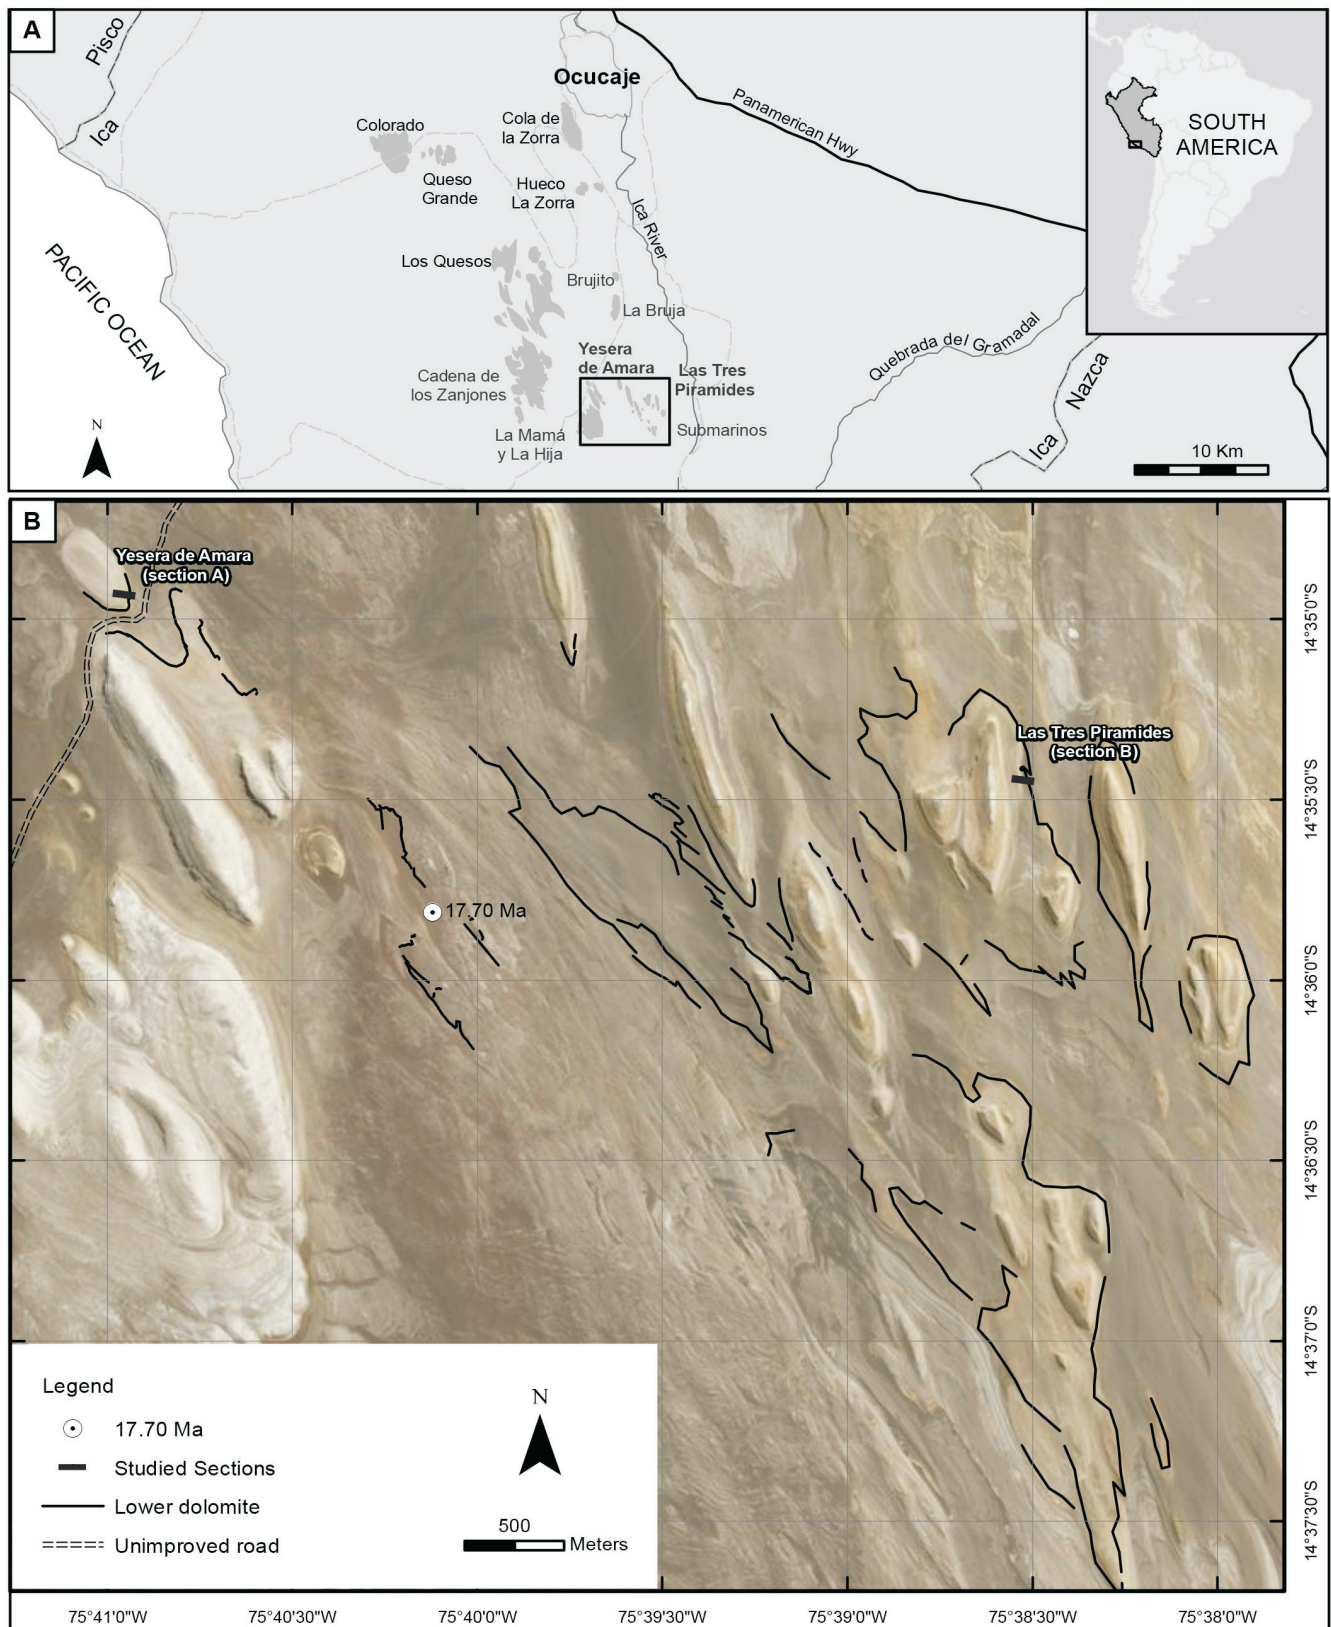 A
Pisco
Ica
Ocucaje
Panamerican Hwy
Colorado
Cola de
la Zorra
SOUTH
AMERICA
Queso
Grande
Hueco
La Zorra
Ica River
PACIFIC OCEAN
Los Quesos
Brujito
La Bruja
Quebrada del Gramadal
Yesera
de Amara
Las Tres
Piramides
Cadena de
los Zanjones
Nazca
Ica
Submarinos
La Mamá
y La Hija
N
10 Km
B
Yesera de Amara
(section A)
14°35'0"S
Las Tres Piramides
(section B)
14°35'30"S
17.70 Ma
14°36'0"S
14°36'30"S
14°37'0"S
Legend
N
17.70 Ma
Studied Sections
Lower dolomite
14°37'30"S
500
Meters
Unimproved road
75°41'0"W
75°40'30"W
75°40'0"W
75°39'30"W
75°39'0"W
75°38'30"W
75°38'0"W